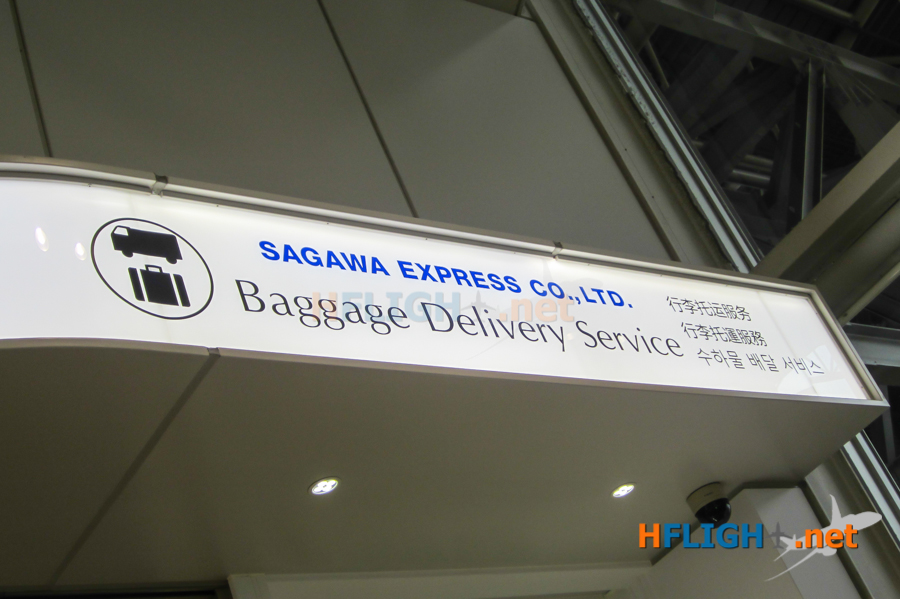 SAGAWA EXPRESS CO.,LTD.
Baggage Delivery Service
行李托运服务
行李托運服務
수하물 배달 서비스
HFLIGHT.net
HFLIGHT.net